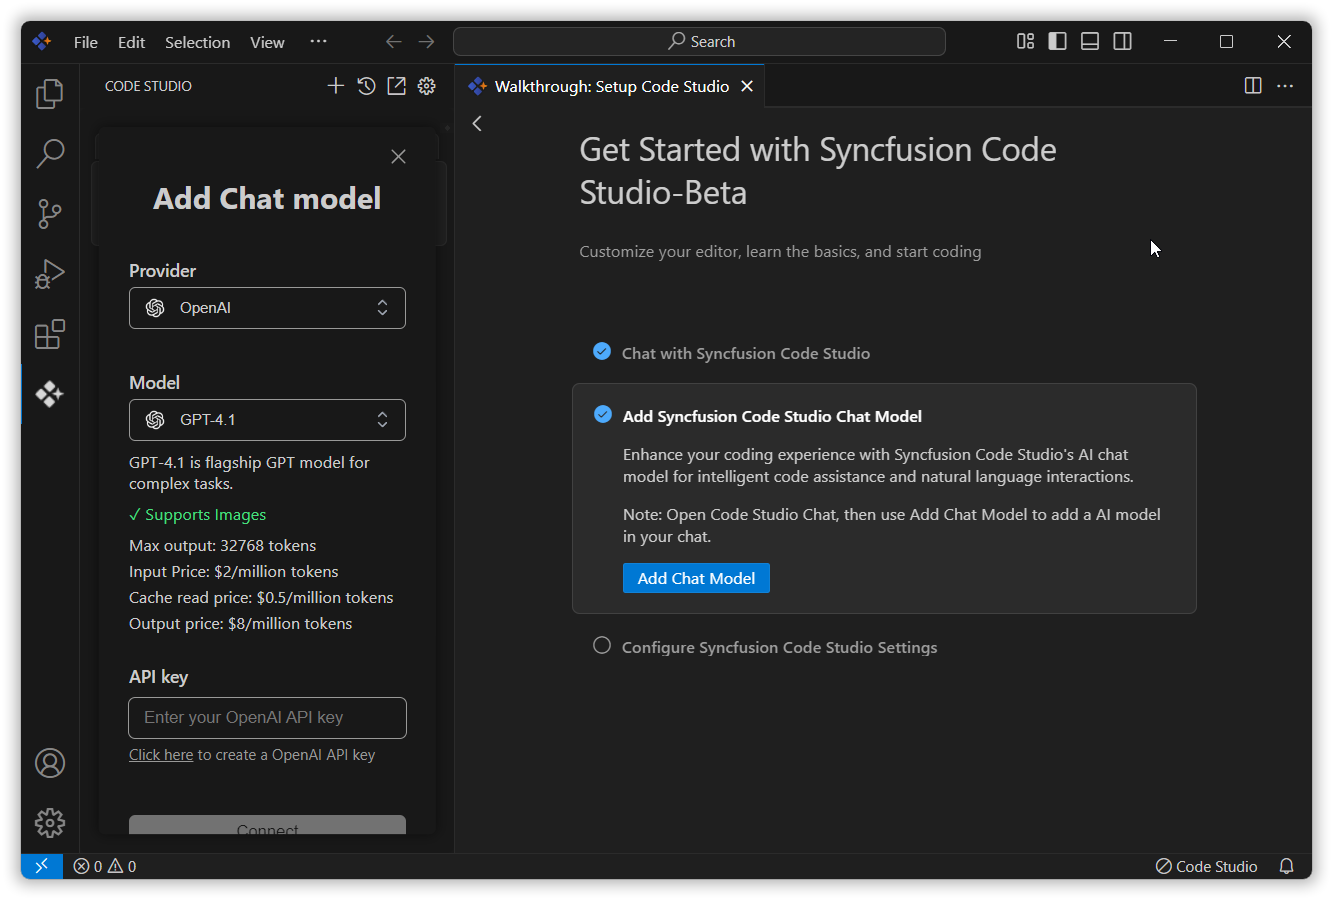 File Edit Selection View ··· Search
CODE STUDIO
Walkthrough: Setup Code Studio
Add Chat model
Provider
OpenAI
Model
GPT-4.1
GPT-4.1 is flagship GPT model for
complex tasks.
✓ Supports Images
Max output: 32768 tokens
Input Price: $2/million tokens
Cache read price: $0.5/million tokens
Output price: $8/million tokens
API key
Enter your OpenAI API key
Click here to create a OpenAI API key
Connect
Get Started with Syncfusion Code
Studio-Beta
Customize your editor, learn the basics, and start coding
Chat with Syncfusion Code Studio
Add Syncfusion Code Studio Chat Model
Enhance your coding experience with Syncfusion Code Studio's AI chat
model for intelligent code assistance and natural language interactions.
Note: Open Code Studio Chat, then use Add Chat Model to add a AI model
in your chat.
Add Chat Model
Configure Syncfusion Code Studio Settings
0 0
Code Studio